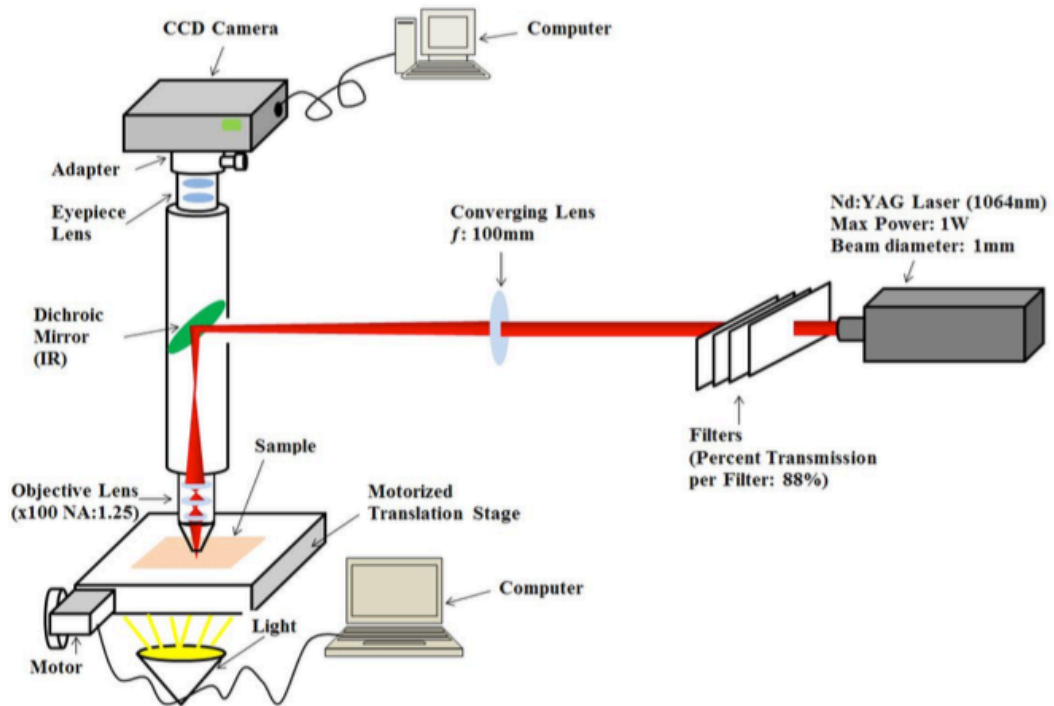 CCD Camera
Computer
Adapter
Eyepiece
Lens
Converging Lens
f: 100mm
Nd:YAG Laser (1064nm)
Max Power: 1W
Beam diameter: 1mm
Dichroic
Mirror
(IR)
Filters
(Percent Transmission
per Filter: 88%)
Sample
Objective Lens
(x100 NA:1.25)
Motorized
Translation Stage
Computer
Light
Motor